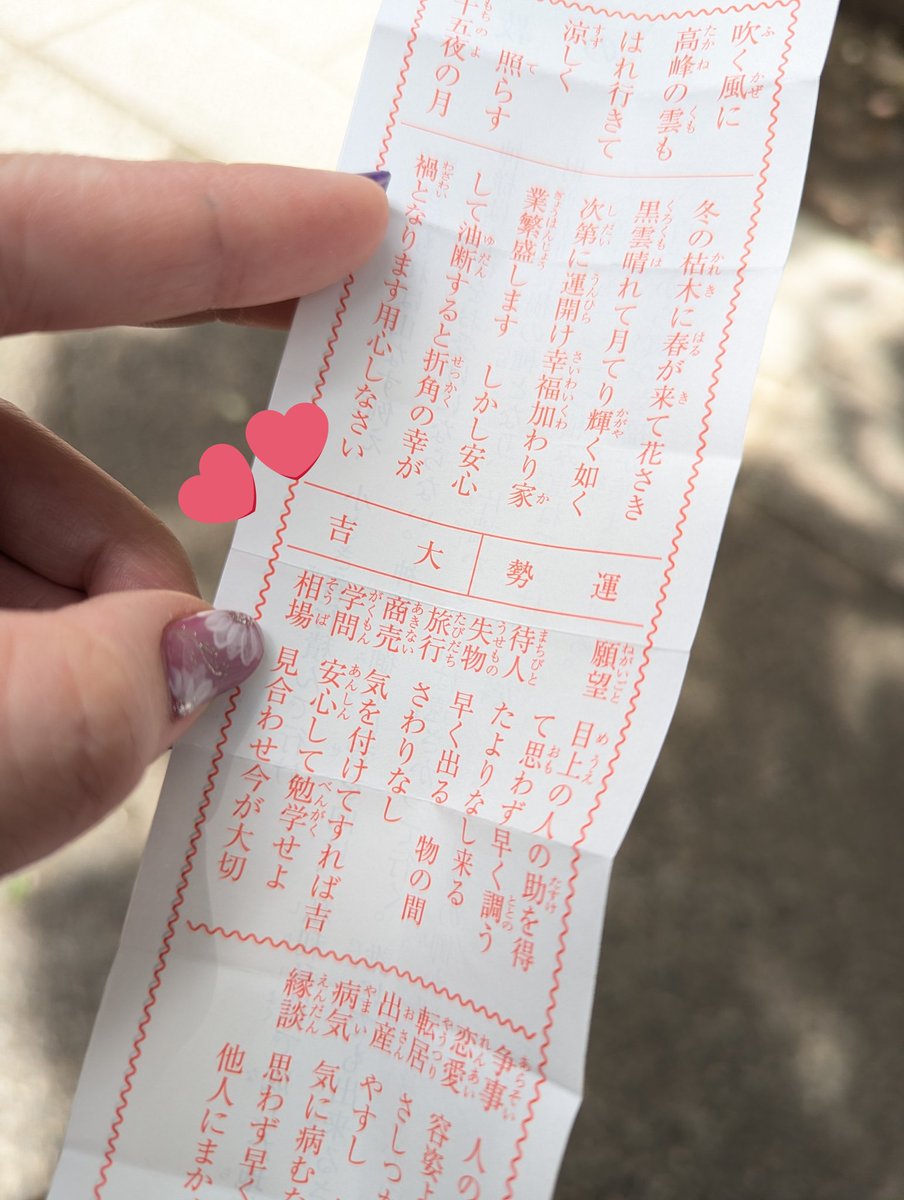 吹く風に
高峰の雲も
はれ行きて
涼しく
照らす
十五夜の月
冬の枯木に春が来て花さき
黒雲晴れて月てり輝く如く
次第に運開け幸福加わり家
業繁盛します しかし安心
して油断すると折角の幸が
禍となります用心しなさい
運勢 大吉
願望 目上の人の助を得
て思わず早く調う
待人 たよりなし来る
失物 早く出る 物の間
旅行 さわりなし
商売 気を付けてすれば吉
学問 安心して勉学せよ
相場 見合わせ今が大切
争事 人の
恋愛 容姿
転居 さしつ
出産 やすし
病気 気に病む
縁談 思わず早く
他人にまか